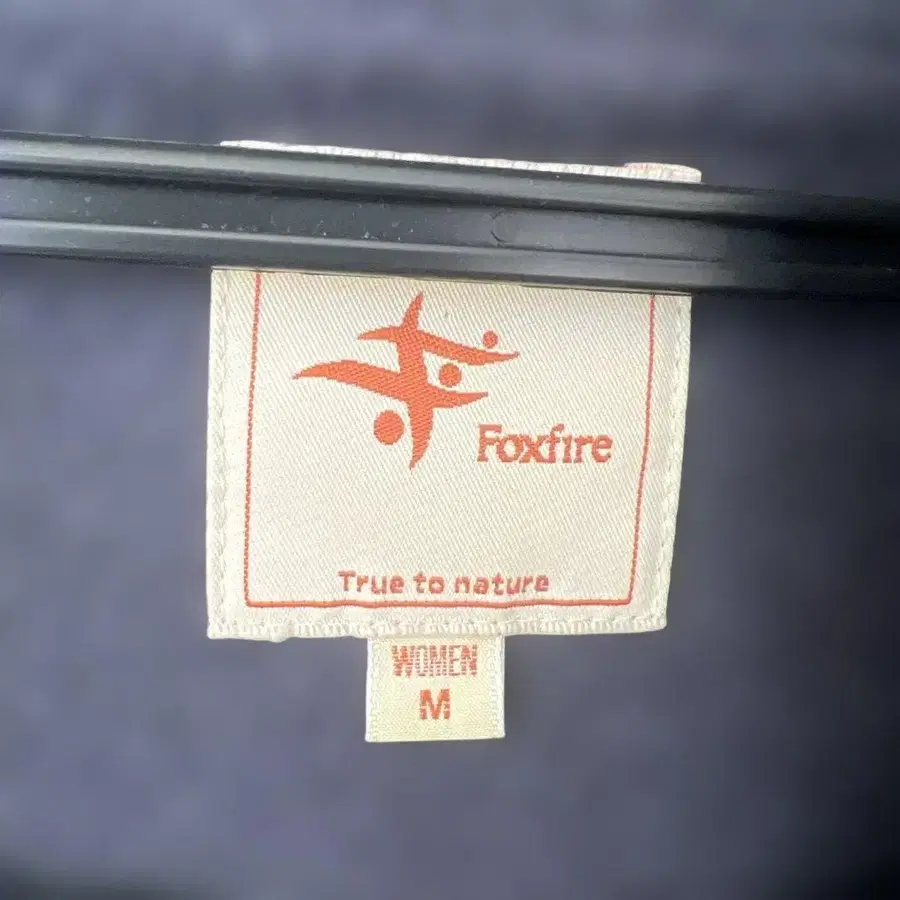 Foxfire
True to nature
WOMEN
M